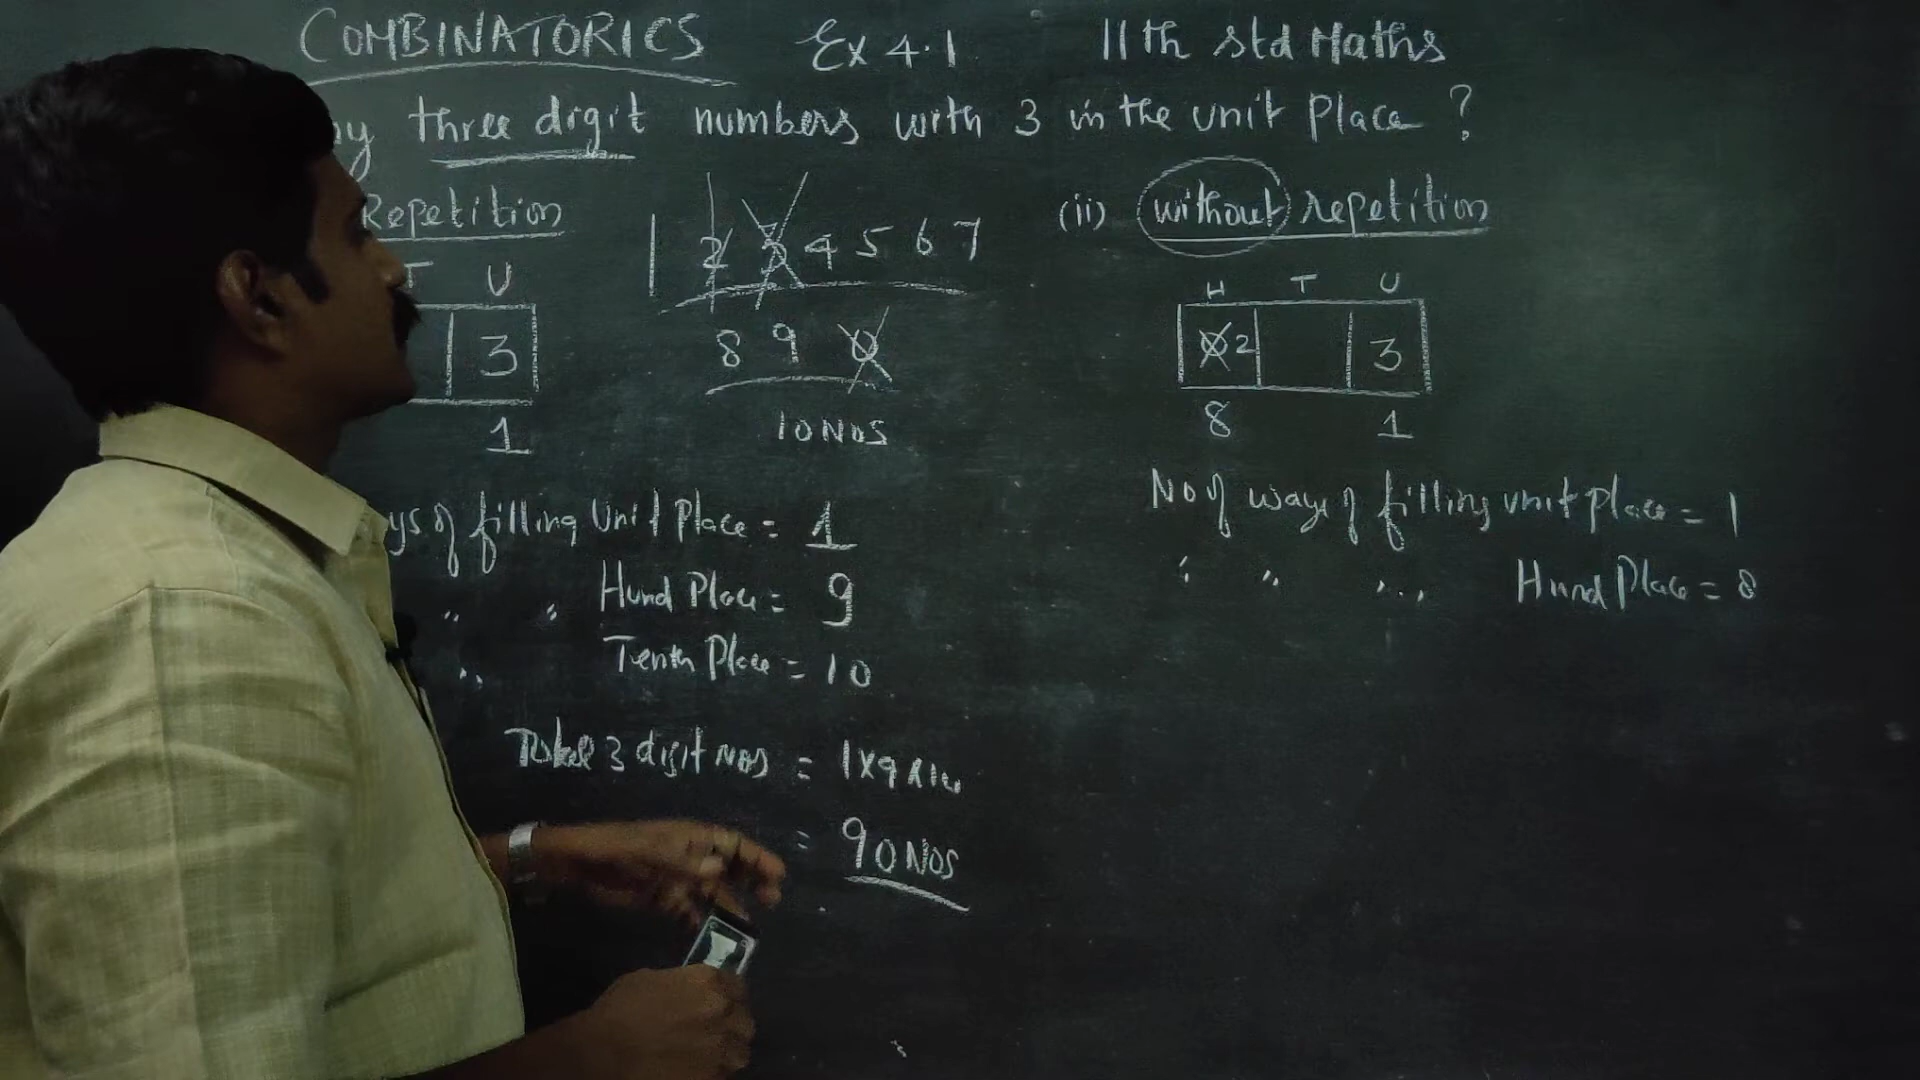 COMBINATORICS Ex 4.1 11th std Maths
three digit numbers with 3 in the unit place ?
Repetition
1 2 3 4 5 6 7
8 9 0
10 NOS
T U
3
1
ys of filling Unit Place = 1
" " Hund Place = 9
" Tenth Place = 10
Total 3 digit Nos = 1 x 9 x 10
= 90 NOS
(ii) without repetition
H T U
0 2 3
8 1
No of ways of filling unit place = 1
" " " Hund Place = 8